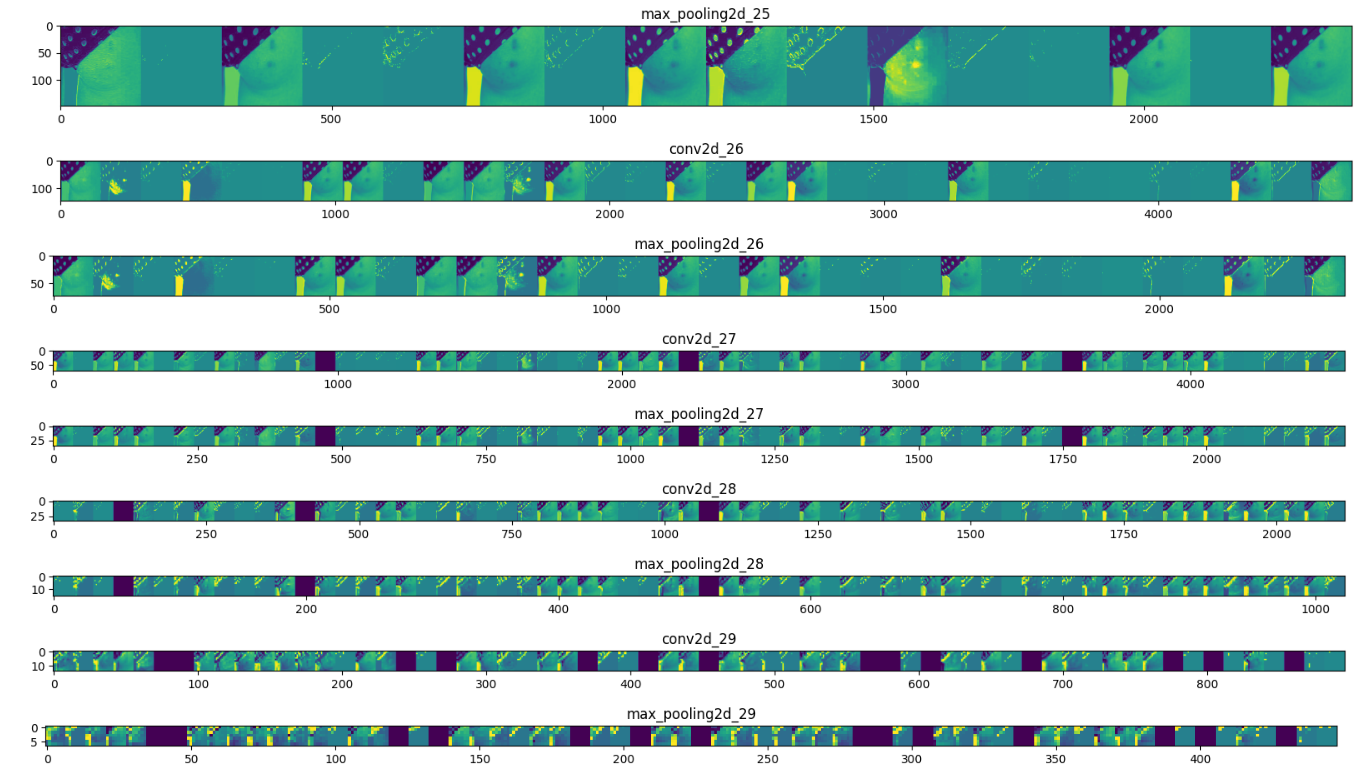 max_pooling2d_25
0
50
100
0 500 1000 1500 2000
conv2d_26
0
100
0 1000 2000 3000 4000
max_pooling2d_26
0
50
0 500 1000 1500 2000
conv2d_27
0
50
0 1000 2000 3000 4000
max_pooling2d_27
0
25
0 250 500 750 1000 1250 1500 1750 2000
conv2d_28
0
25
0 250 500 750 1000 1250 1500 1750 2000
max_pooling2d_28
0
10
0 200 400 600 800 1000
conv2d_29
0
10
0 100 200 300 400 500 600 700 800
max_pooling2d_29
0
5
0 50 100 150 200 250 300 350 400